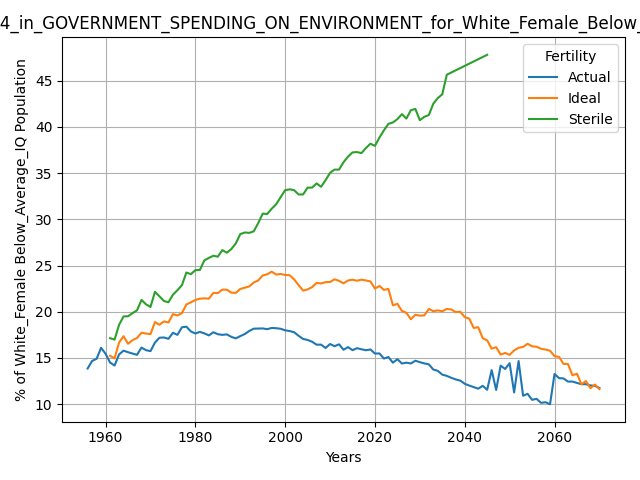 4_in_GOVERNMENT_SPENDING_ON_ENVIRONMENT_for_White_Female_Below_
% of White_Female Below_Average_IQ Population
45
40
35
30
25
20
15
10
Fertility
Actual
Ideal
Sterile
1960 1980 2000 2020 2040 2060
Years